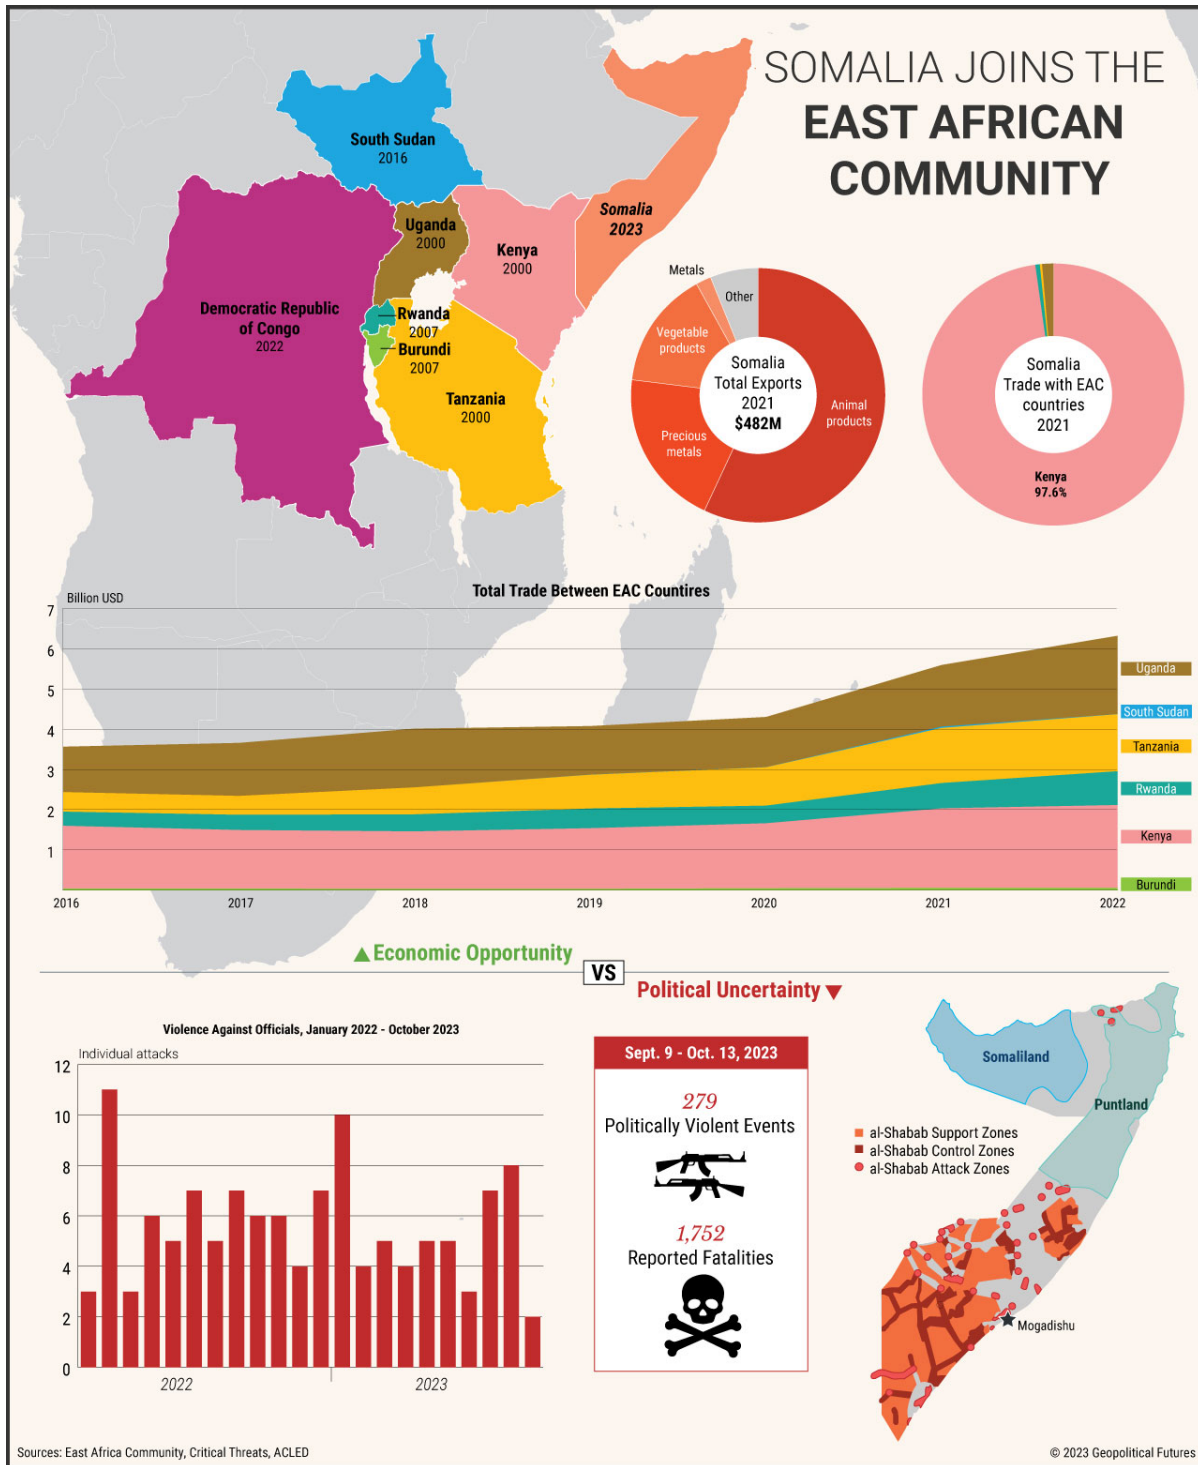 SOMALIA JOINS THE
EAST AFRICAN
COMMUNITY
South Sudan
2016
Uganda
2000
Kenya
2000
Somalia
2023
Democratic Republic
of Congo
2022
Rwanda
2007
Burundi
2007
Tanzania
2000
Metals
Other
Vegetable
products
Precious
metals
Animal
products
Somalia
Total Exports
2021
$482M
Somalia
Trade with EAC
countries
2021
Kenya
97.6%
Total Trade Between EAC Countires
Billion USD
7
6
5
4
3
2
1
2016
2017
2018
2019
2020
2021
2022
Uganda
South Sudan
Tanzania
Rwanda
Kenya
Burundi
▲ Economic Opportunity
VS
Political Uncertainty ▼
Violence Against Officials, January 2022 - October 2023
Individual attacks
12
10
8
6
4
2
0
2022
2023
Sept. 9 - Oct. 13, 2023
279
Politically Violent Events
1,752
Reported Fatalities
Somaliland
Puntland
al-Shabab Support Zones
al-Shabab Control Zones
al-Shabab Attack Zones
Mogadishu
Sources: East Africa Community, Critical Threats, ACLED
© 2023 Geopolitical Futures